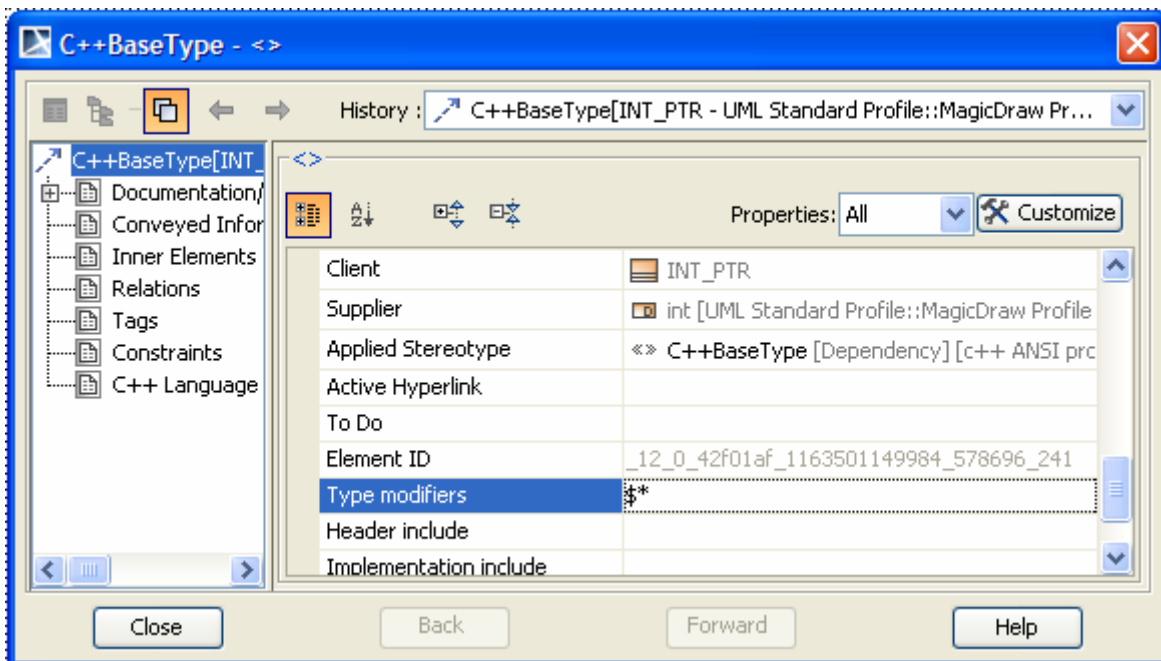 C++BaseType - <>
History : C++BaseType[INT_PTR - UML Standard Profile::MagicDraw Pr...
C++BaseType[INT_
Documentation/
Conveyed Infor
Inner Elements
Relations
Tags
Constraints
C++ Language
<>
Properties: All Customize
Client INT_PTR
Supplier int [UML Standard Profile::MagicDraw Profile
Applied Stereotype «» C++BaseType [Dependency] [c++ ANSI prc
Active Hyperlink
To Do
Element ID _12_0_42f01af_1163501149984_578696_241
Type modifiers $*
Header include
Implementation include
Close Back Forward Help